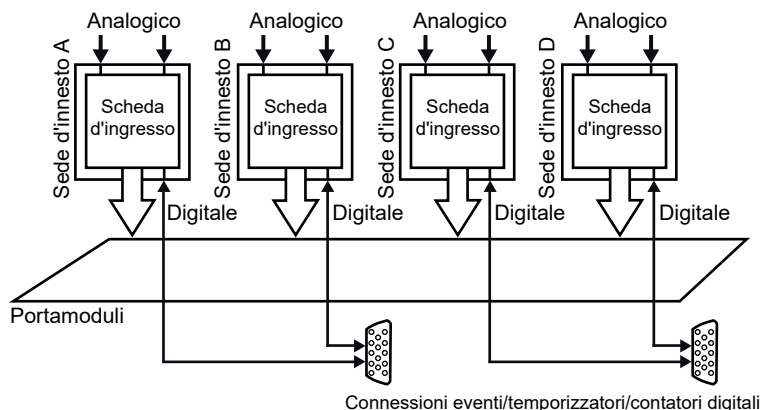 Analogico
Analogico
Analogico
Analogico
Sede d'innesto A
Scheda
d'ingresso
Sede d'innesto B
Scheda
d'ingresso
Sede d'innesto C
Scheda
d'ingresso
Sede d'innesto D
Scheda
d'ingresso
Digitale
Digitale
Digitale
Digitale
Portamoduli
Connessioni eventi/temporizzatori/contatori digitali